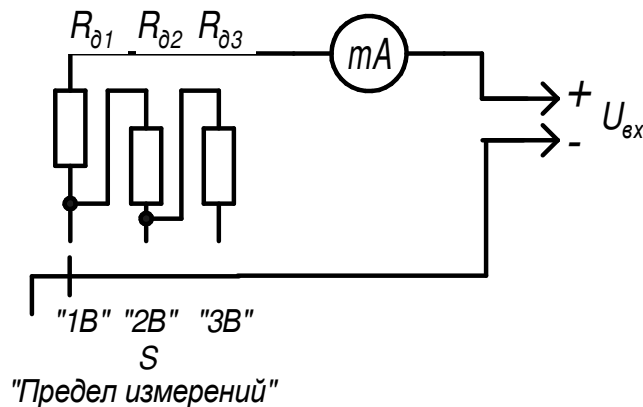 Rд1 Rд2 Rд3
mA
+
Uвх
-
"1В" "2В" "3В"
S
"Предел измерений"